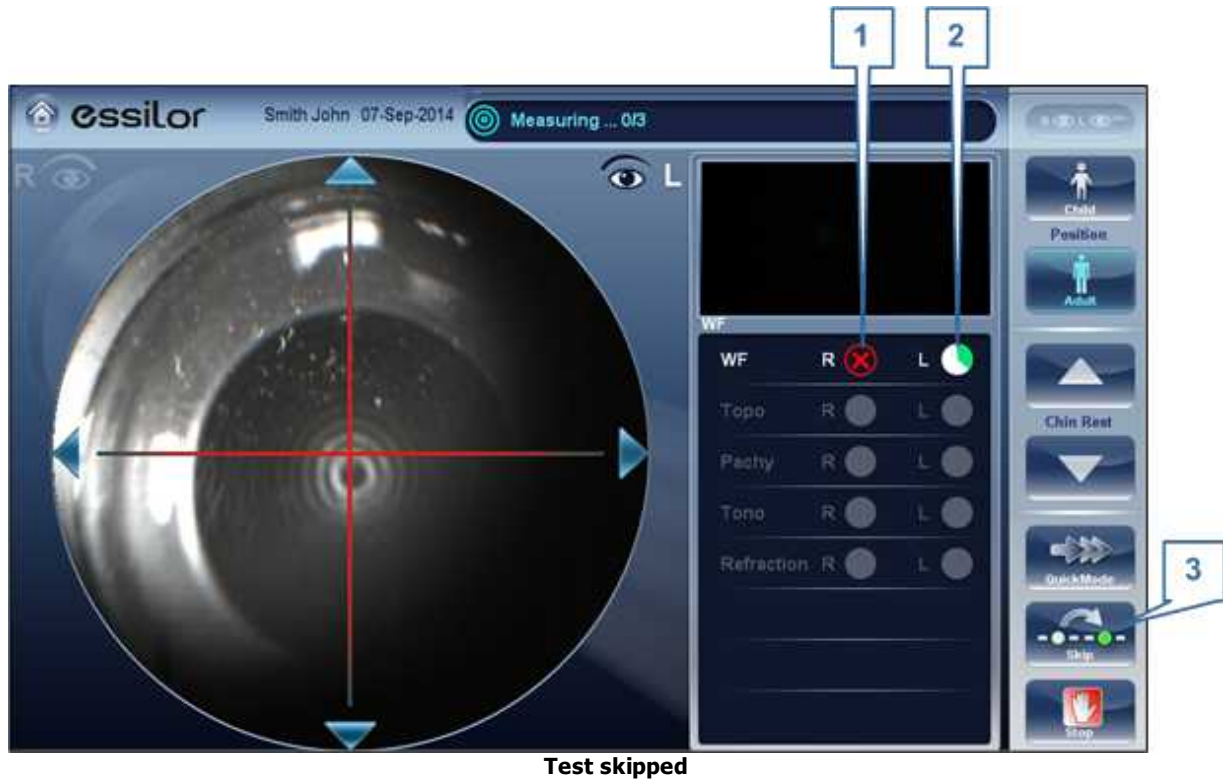 1 2
essilor Smith John 07-Sep-2014 Measuring ... 0/3
R L
Child
Position
Adult
WF
WF R L
Topo R L
Pachy R L
Tono R L
Refraction R L
Chin Rest
QuickMode
3
Skip
Stop
Test skipped